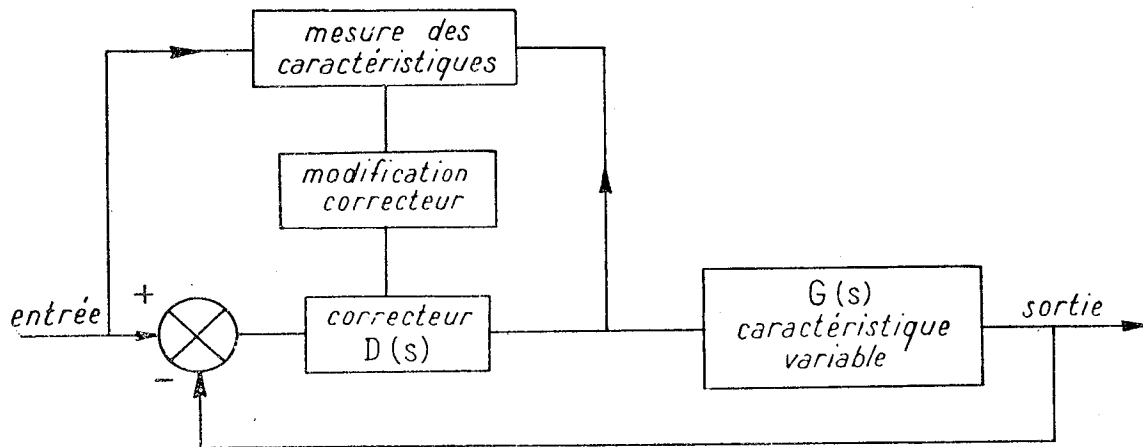 mesure des
caractéristiques
modification
correcteur
entrée
+
-
correcteur
D(s)
G(s)
caractéristique
variable
sortie